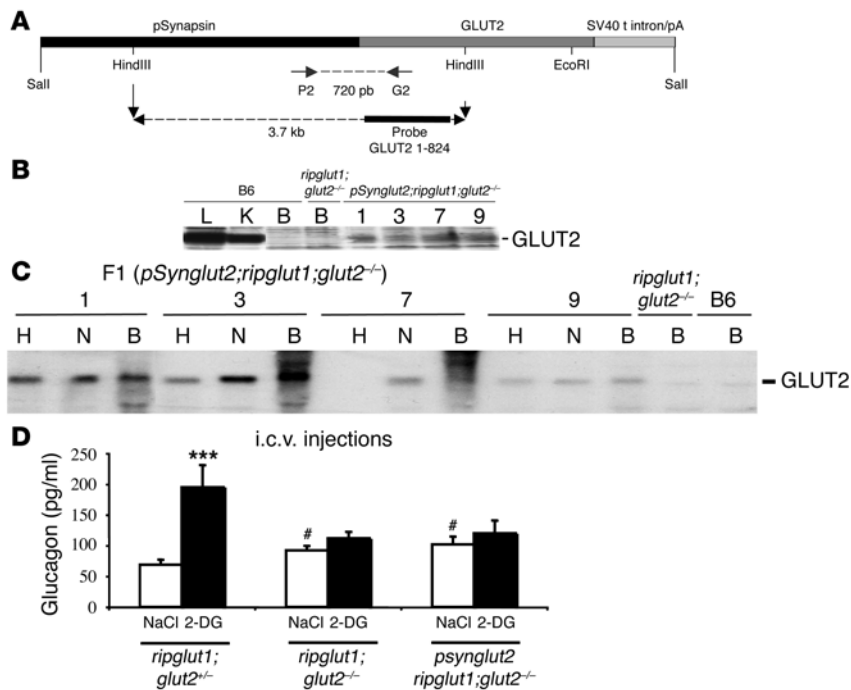 A
pSynapsin GLUT2 SV40 t intron/pA
HindIII HindIII EcoRI
SalI SalI
P2 720 pb G2
3.7 kb Probe
GLUT2 1-824
B
B6 ripglut1; glut2–/– pSynglut2;ripglut1;glut2–/–
L K B B 1 3 7 9
-GLUT2
C
F1 (pSynglut2;ripglut1;glut2–/–)
1 3 7 9 ripglut1; glut2–/– B6
H N B H N B H N B H N B B B
GLUT2
D
i.c.v. injections
Glucagon (pg/ml)
250
200
150
100
50
0
***
# #
NaCl 2-DG NaCl 2-DG NaCl 2-DG
ripglut1; ripglut1; psynglut2
glut2+/– glut2–/– ripglut1;glut2–/–